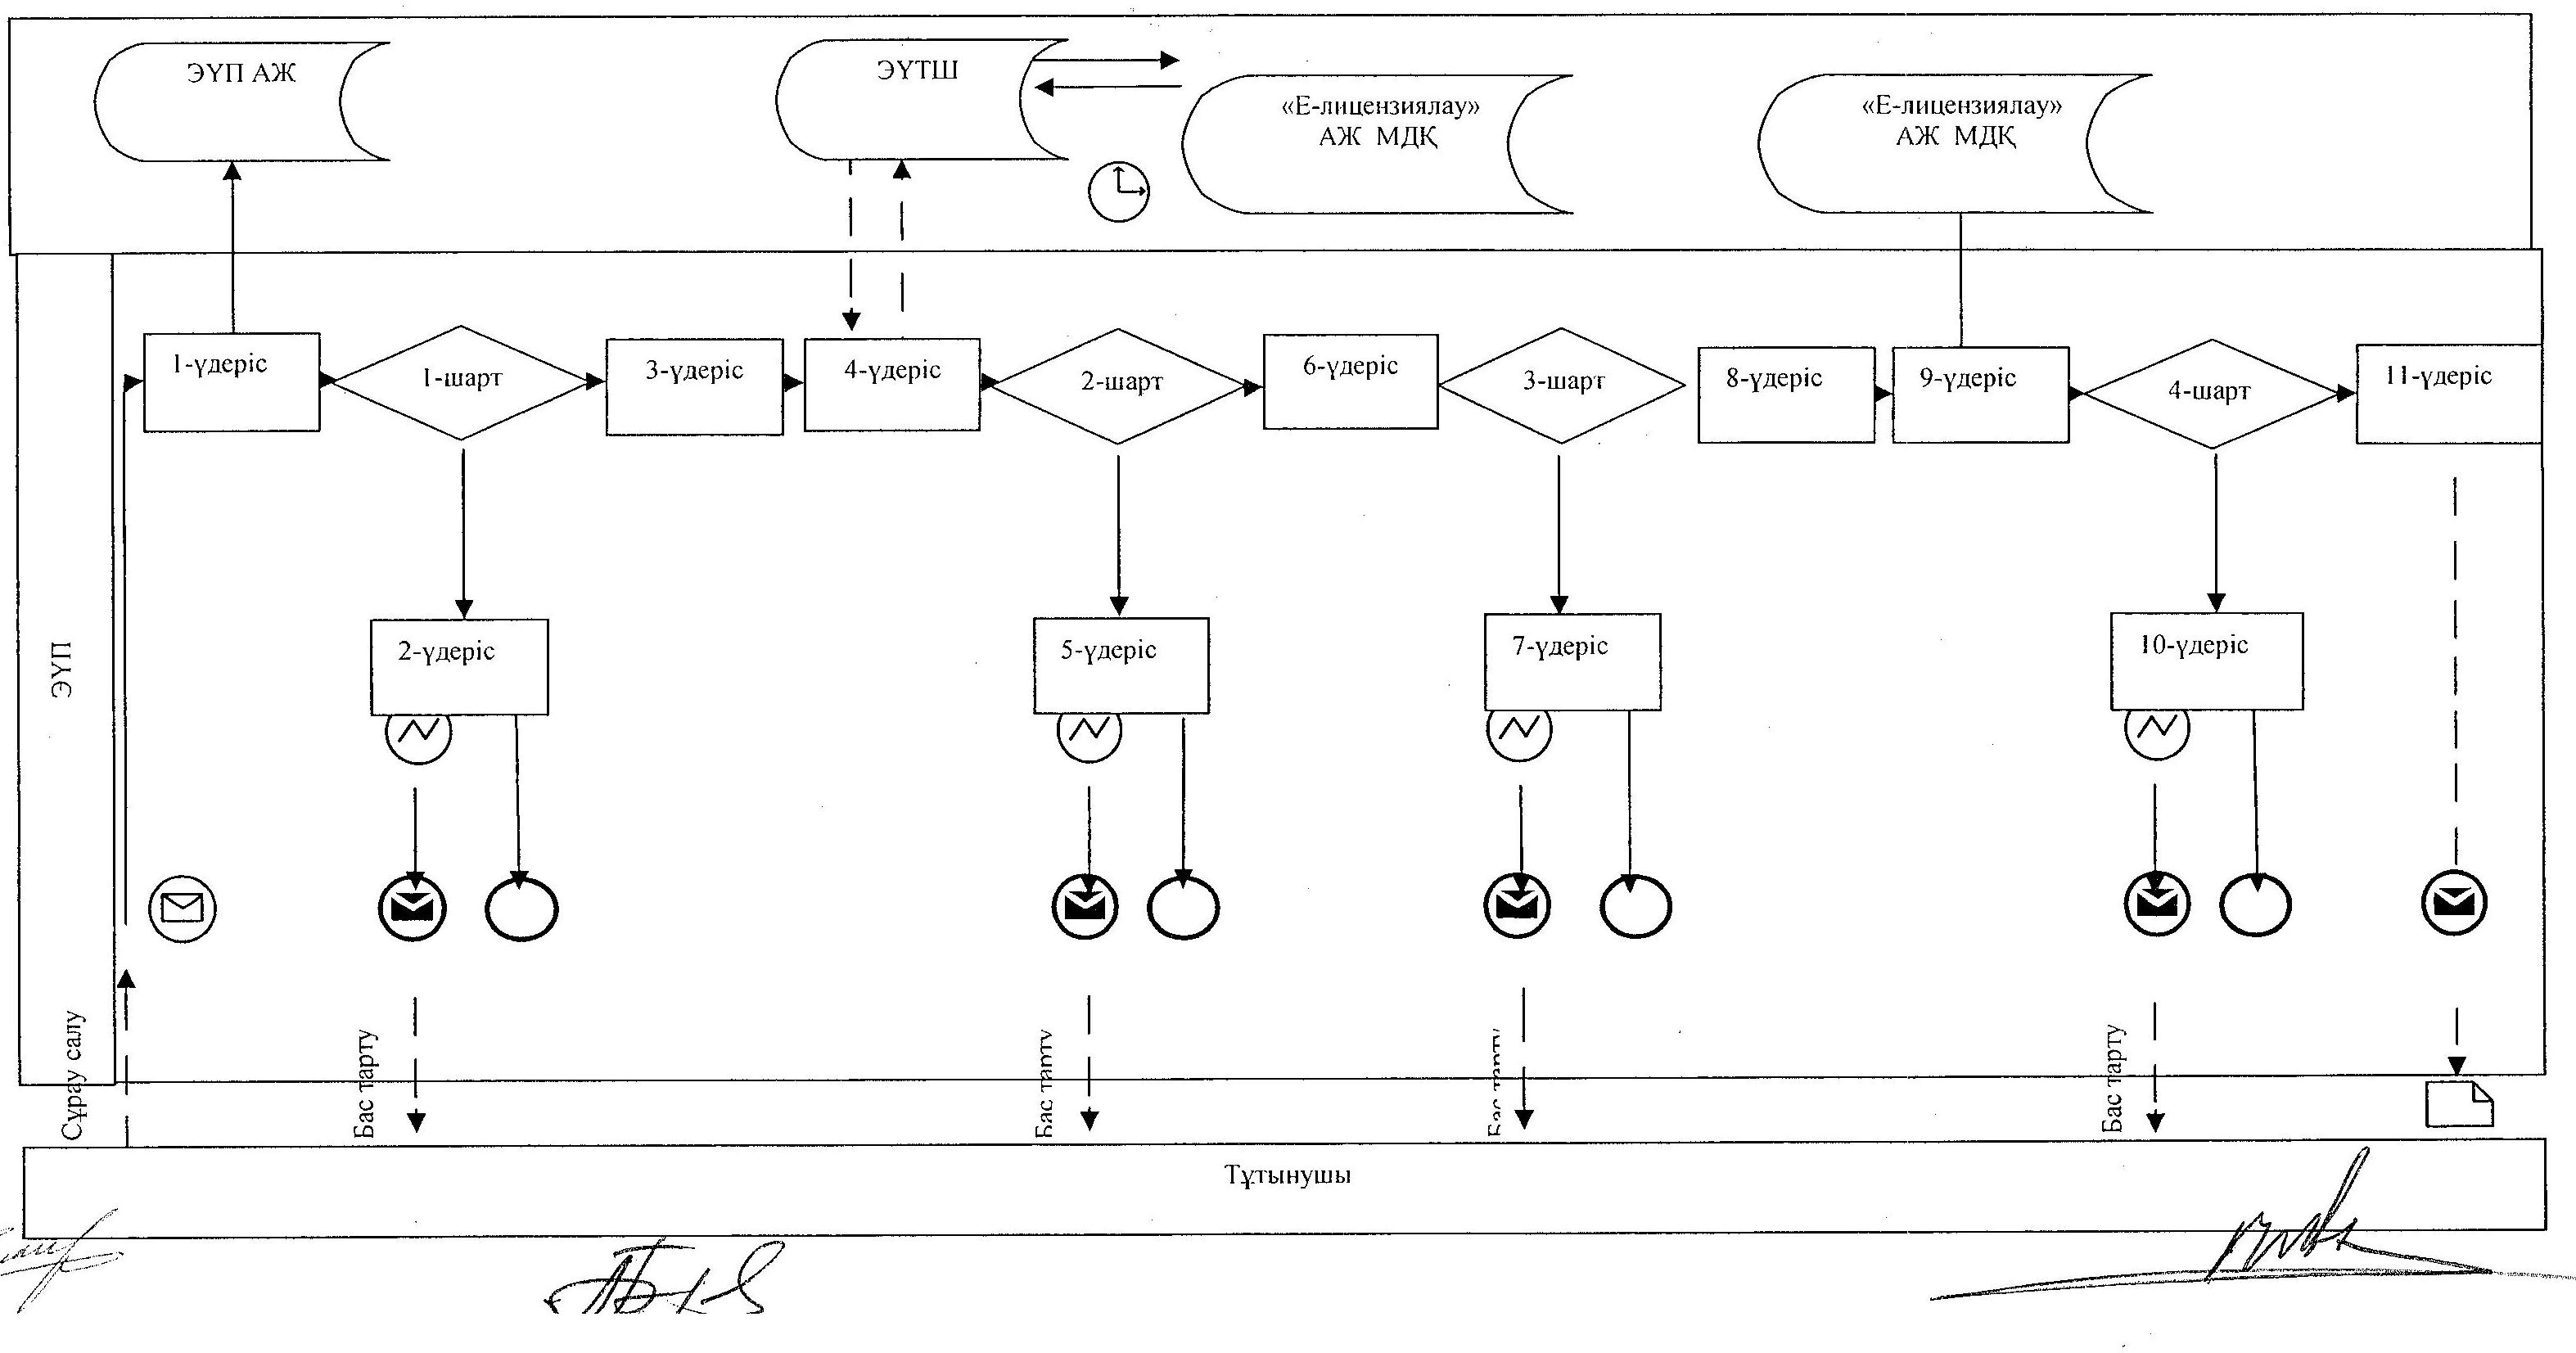 ЭҮП АЖ
ЭҮТШ
«Е-лицензиялау»
АЖ МДҚ
«Е-лицензиялау»
АЖ МДҚ
ЭҮП
1-үдеріс
1-шарт
3-үдеріс
4-үдеріс
2-шарт
6-үдеріс
3-шарт
8-үдеріс
9-үдеріс
4-шарт
11-үдеріс
2-үдеріс
5-үдеріс
7-үдеріс
10-үдеріс
Сұрау салу
Бас тарту
Бас тарту
Бас тарту
Бас тарту
Тұтынушы